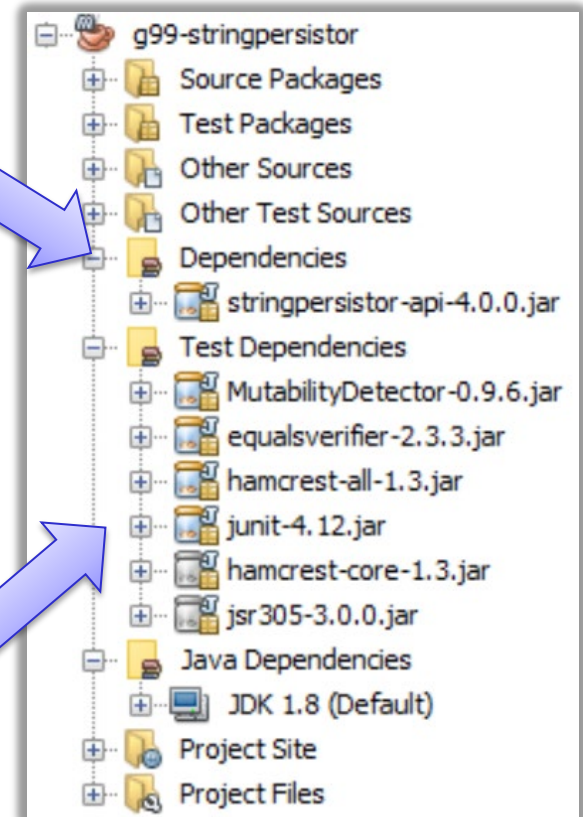 g99-stringpersistor
Source Packages
Test Packages
Other Sources
Other Test Sources
Dependencies
stringpersistor-api-4.0.0.jar
Test Dependencies
MutabilityDetector-0.9.6.jar
equalsverifier-2.3.3.jar
hamcrest-all-1.3.jar
junit-4.12.jar
hamcrest-core-1.3.jar
jsr305-3.0.0.jar
Java Dependencies
JDK 1.8 (Default)
Project Site
Project Files